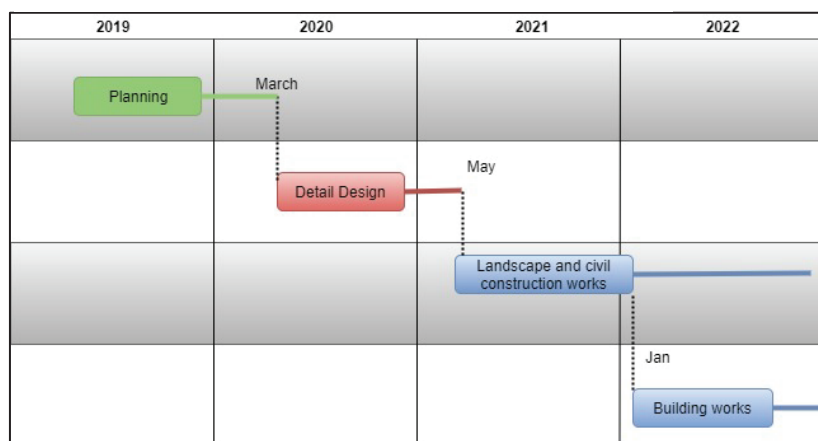 2019 2020 2021 2022
March
Planning
May
Detail Design
Landscape and civil
construction works
Jan
Building works